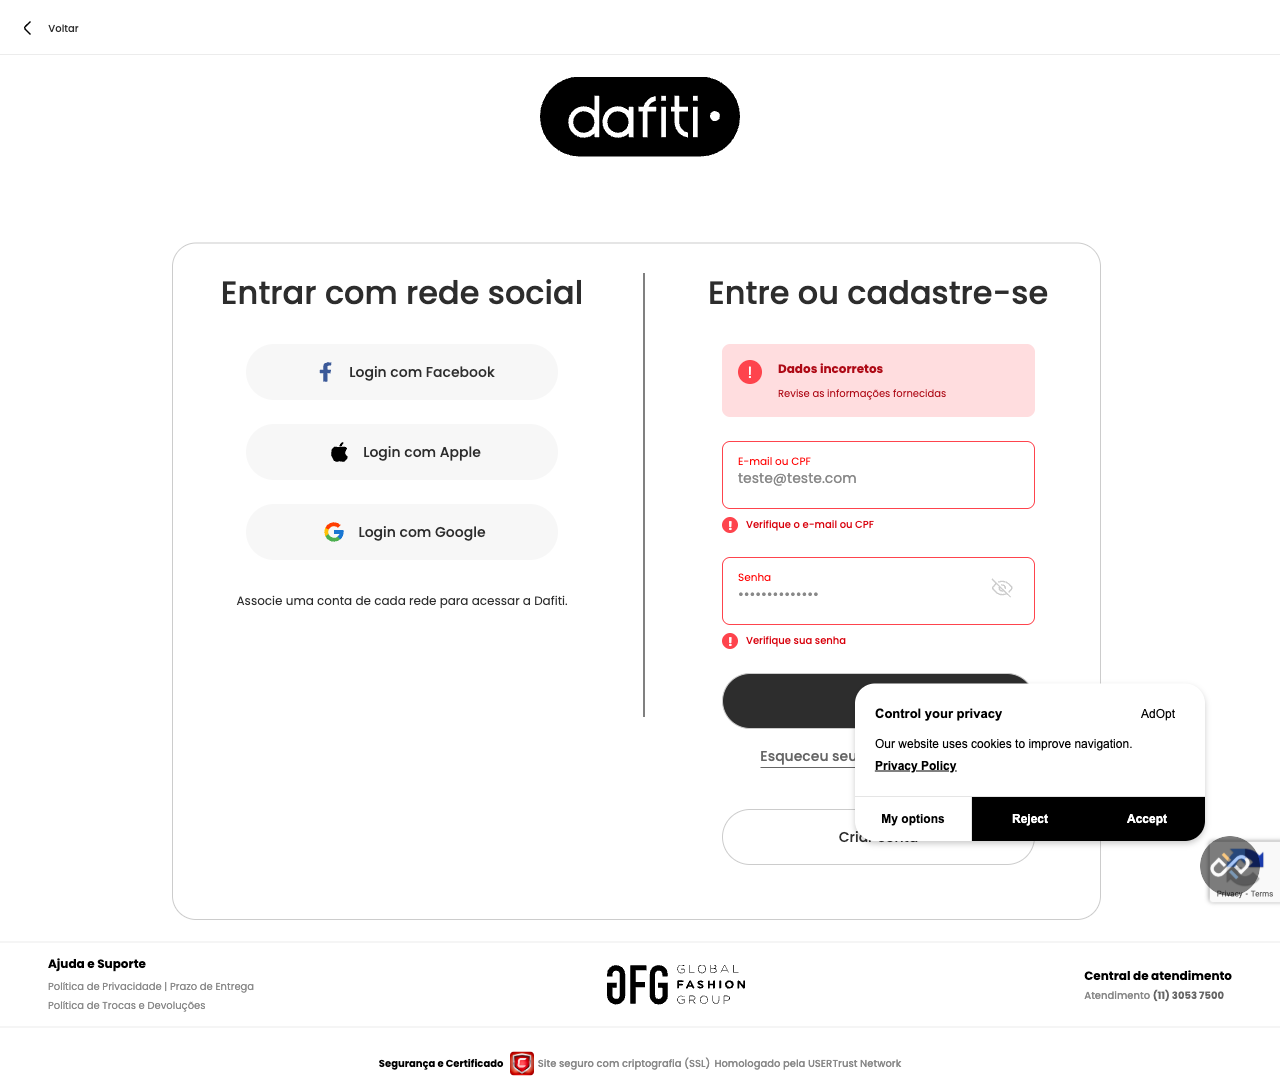 Voltar
dafiti
Entrar com rede social
Login com Facebook
Login com Apple
Login com Google
Associe uma conta de cada rede para acessar a Dafiti.
Entre ou cadastre-se
Dados incorretos
Revise as informações fornecidas
E-mail ou CPF
teste@teste.com
Verifique o e-mail ou CPF
Senha
Verifique sua senha
Esqueceu seu
Criar conta
Control your privacy
AdOpt
Our website uses cookies to improve navigation.
Privacy Policy
My options
Reject
Accept
Privacy - Terms
Ajuda e Suporte
Política de Privacidade | Prazo de Entrega
Política de Trocas e Devoluções
GFG GLOBAL
FASHION
GROUP
Central de atendimento
Atendimento (11) 3053 7500
Segurança e Certificado Site seguro com criptografia (SSL) Homologado pela USERTrust Network